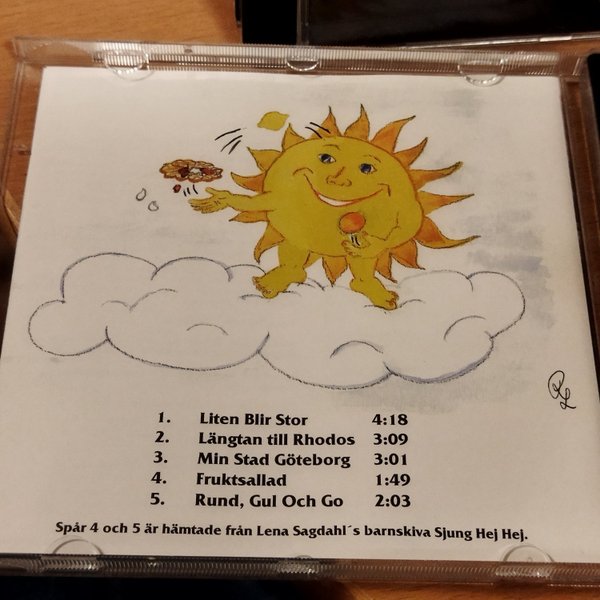 1. Liten Blir Stor 4:18
2. Längtan till Rhodos 3:09
3. Min Stad Göteborg 3:01
4. Fruktsallad 1:49
5. Rund, Gul Och Go 2:03
Spår 4 och 5 är hämtade från Lena Sagdahl´s barnskiva Sjung Hej Hej.